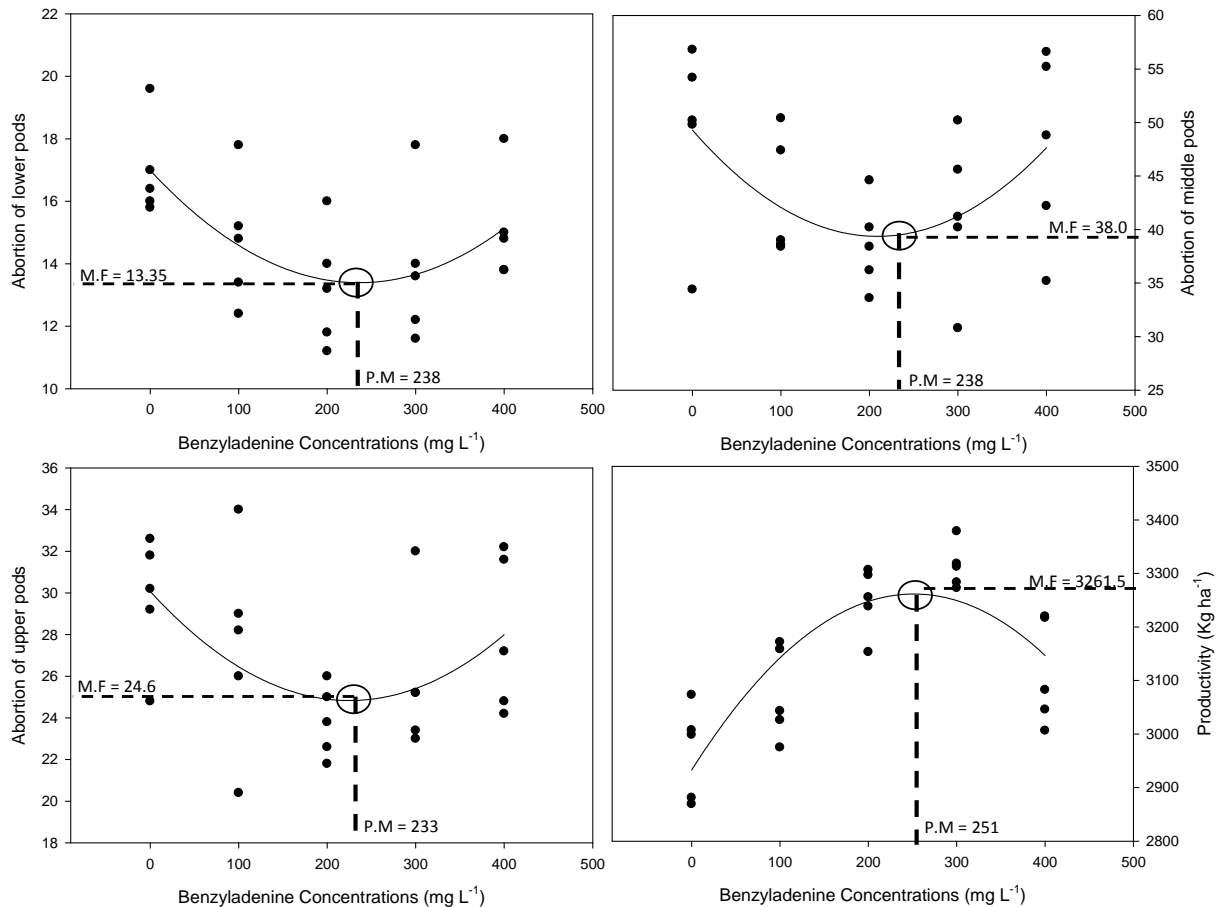 22
20
18
16
14
12
10
Abortion of lower pods
M.F = 13.35
P.M = 238
0 100 200 300 400 500
Benzyladenine Concentrations (mg L⁻¹)
60
55
50
45
40
35
30
25
Abortion of middle pods
M.F = 38.0
P.M = 238
0 100 200 300 400 500
Benzyladenine Concentrations (mg L⁻¹)
36
34
32
30
28
26
24
22
20
18
Abortion of upper pods
M.F = 24.6
P.M = 233
0 100 200 300 400 500
Benzyladenine Concentrations (mg L⁻¹)
3500
3400
3300
3200
3100
3000
2900
2800
Productivity (Kg ha⁻¹)
M.F = 3261.5
P.M = 251
0 100 200 300 400 500
Benzyladenine Concentrations (mg L⁻¹)